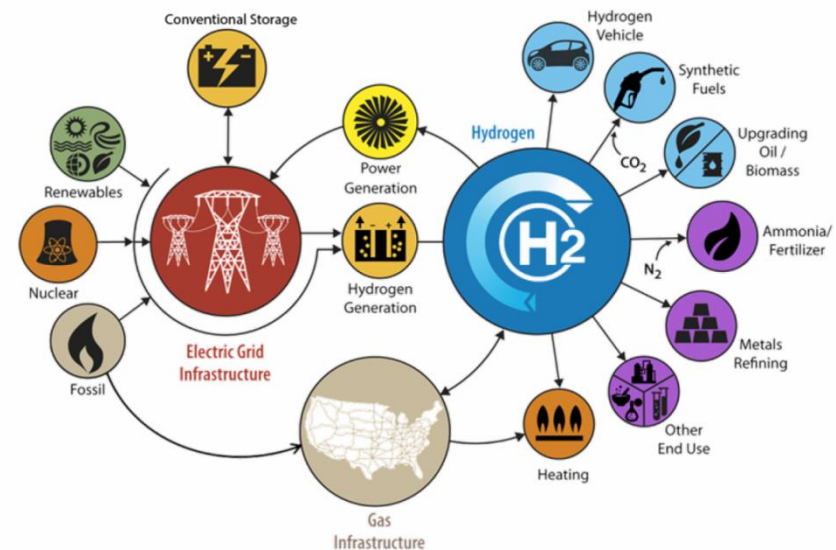 Conventional Storage
Hydrogen
Vehicle
Synthetic
Fuels
Hydrogen
CO2
Upgrading
Oil /
Biomass
Renewables
Power
Generation
H2
Ammonia/
Fertilizer
N2
Nuclear
Hydrogen
Generation
Electric Grid
Infrastructure
Metals
Refining
Fossil
Other
End Use
Heating
Gas
Infrastructure